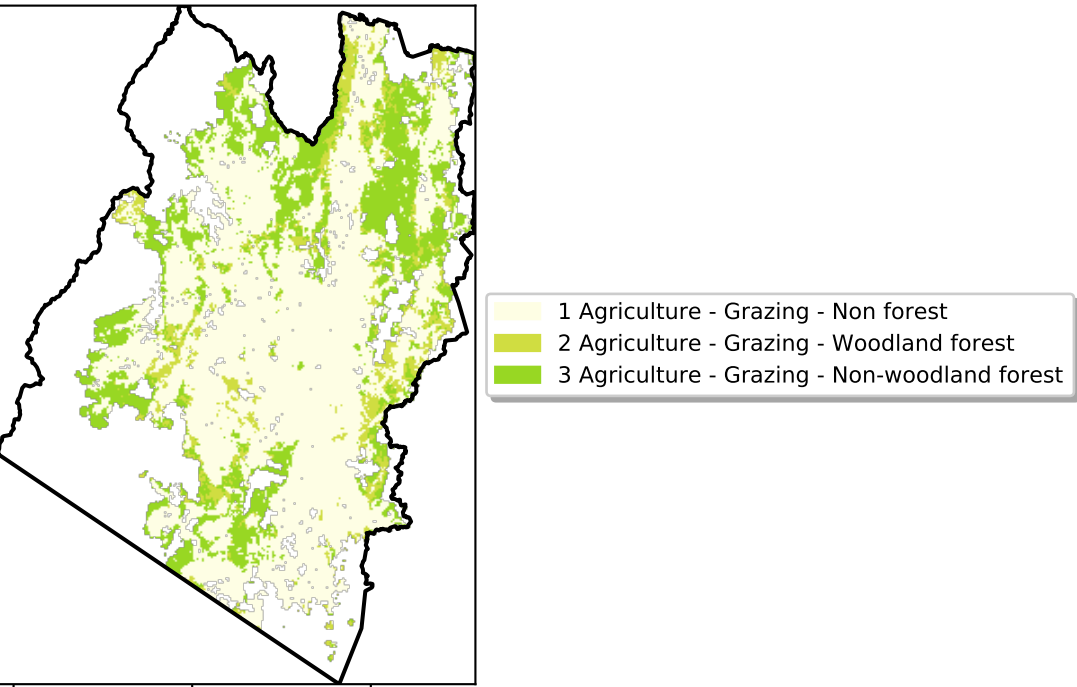 1 Agriculture - Grazing - Non forest
2 Agriculture - Grazing - Woodland forest
3 Agriculture - Grazing - Non-woodland forest